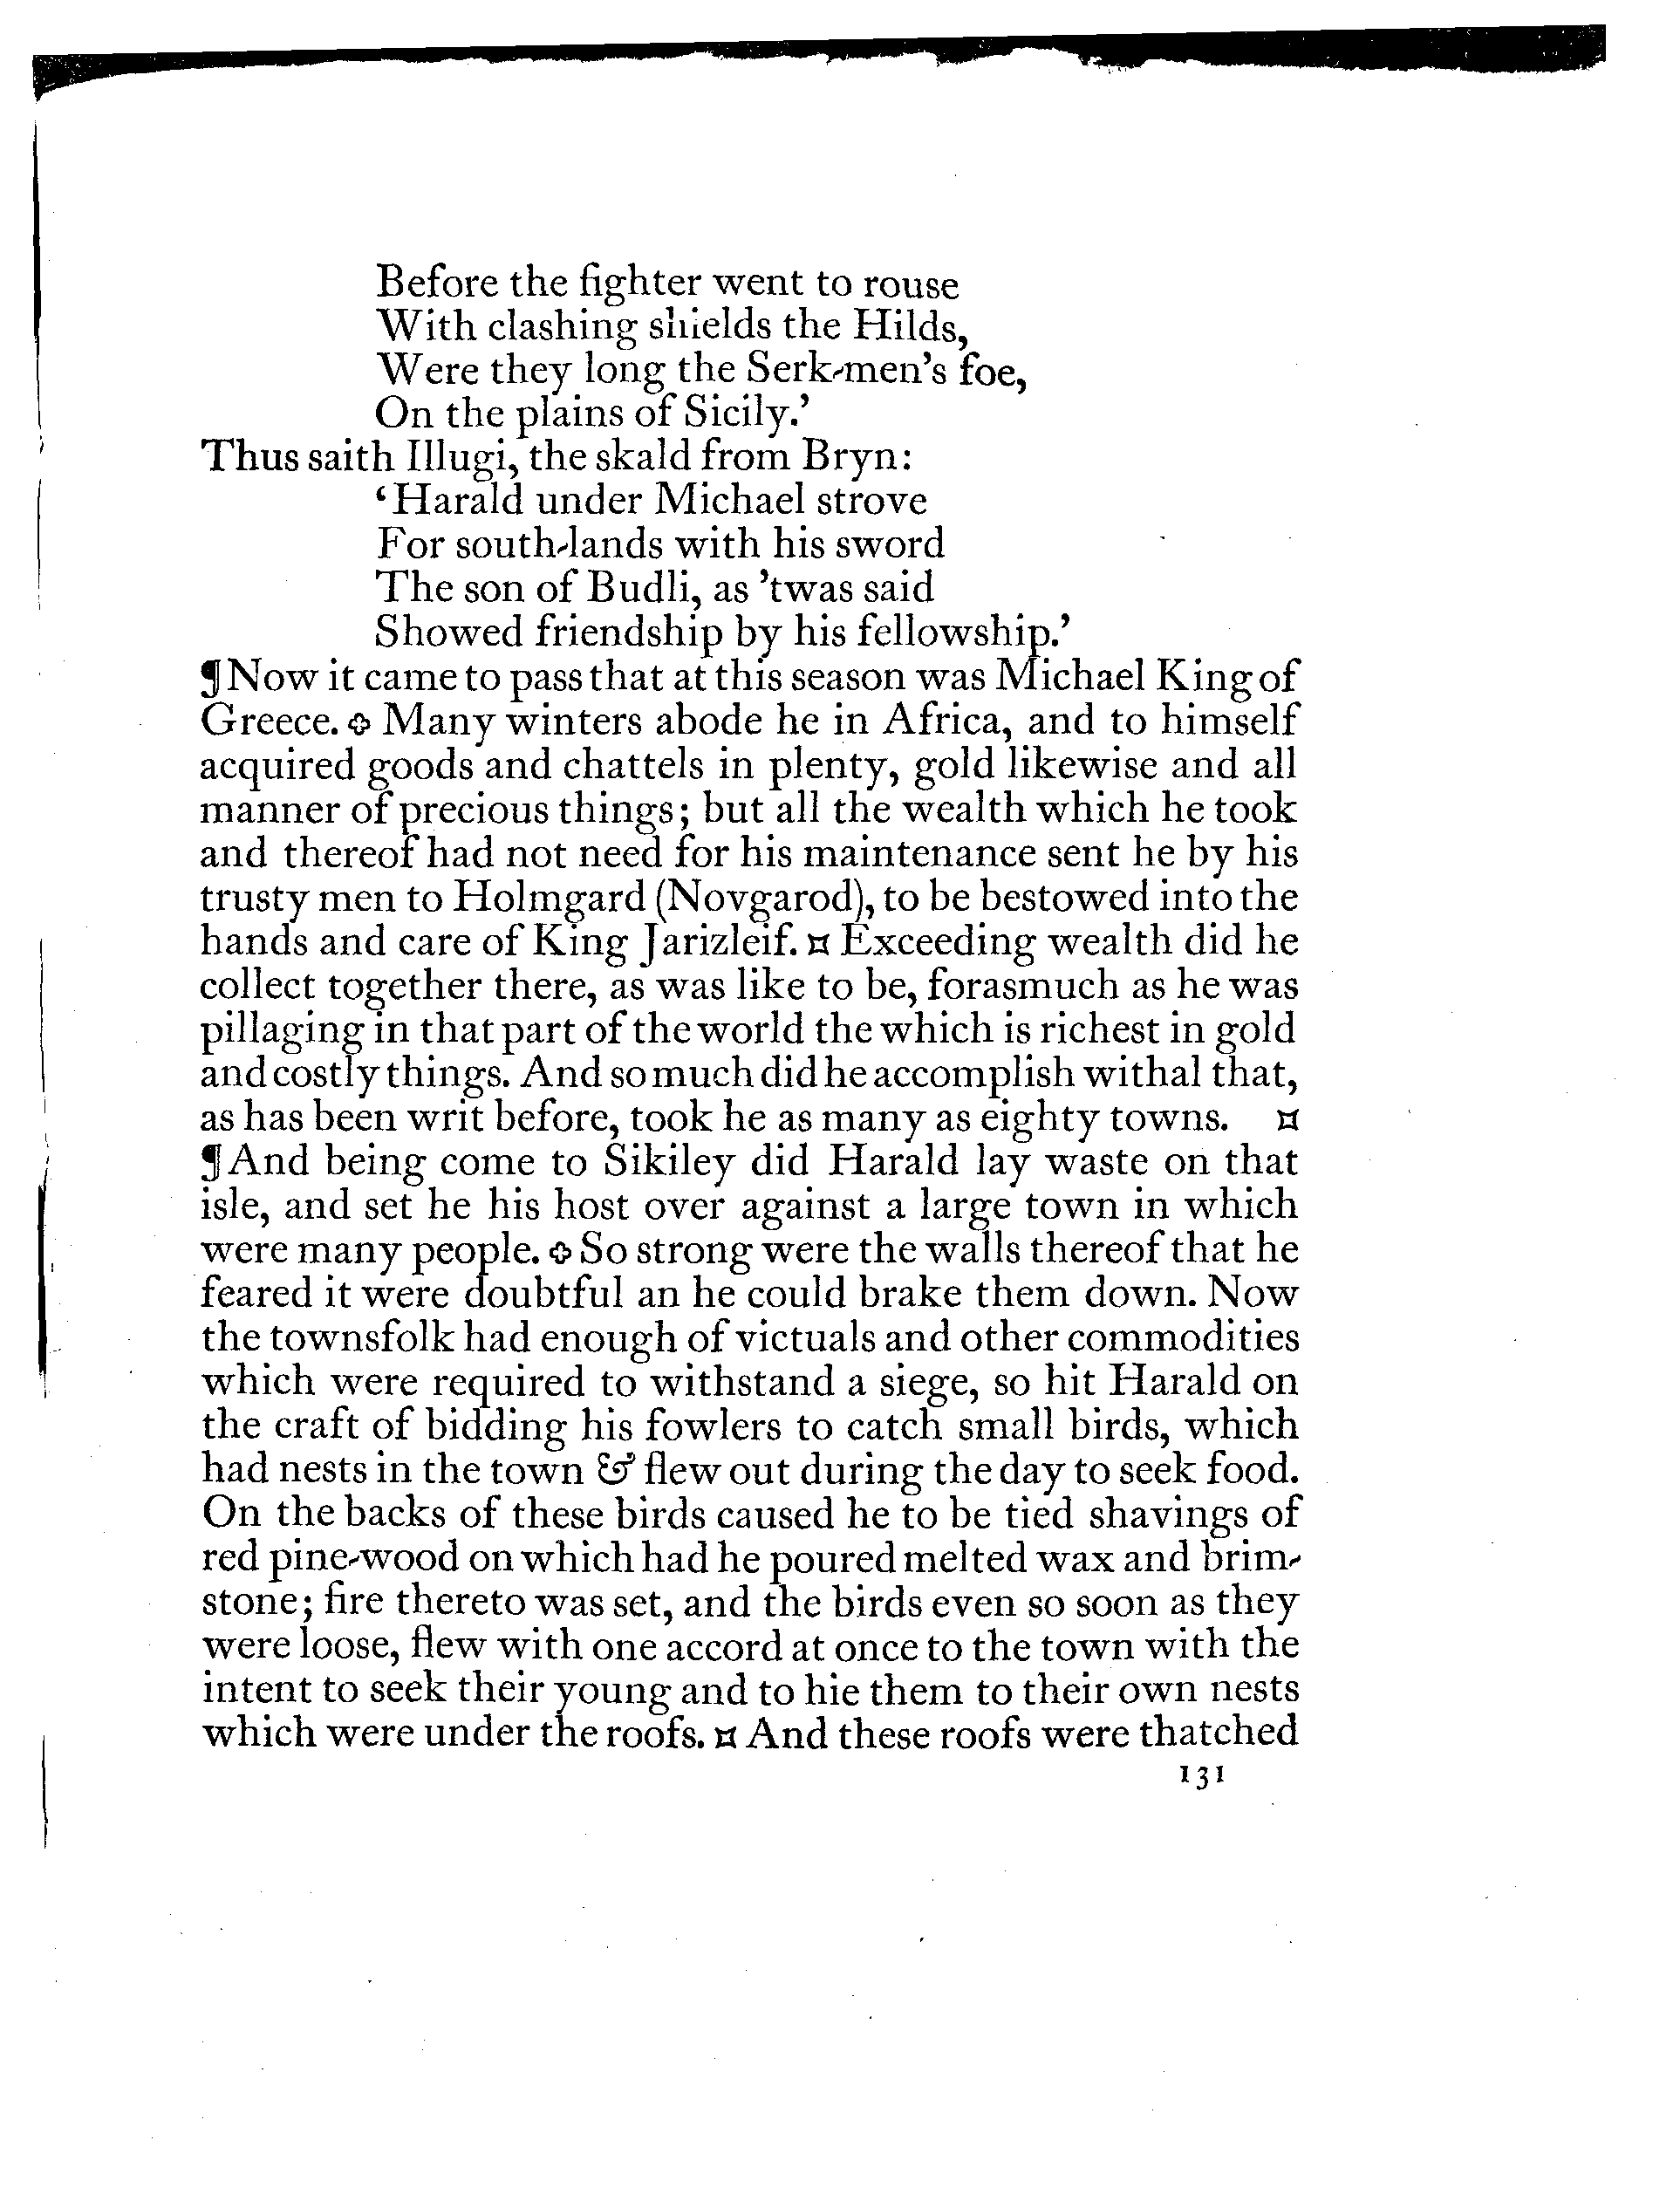 Before the fighter went to rouse
With clashing shields the Hilds,
Were they long the Serk-men's foe,
On the plains of Sicily.'
Thus saith Illugi, the skald from Bryn:
'Harald under Michael strove
For south-lands with his sword
The son of Budli, as 'twas said
Showed friendship by his fellowship.'
¶ Now it came to pass that at this season was Michael King of
Greece. Many winters abode he in Africa, and to himself
acquired goods and chattels in plenty, gold likewise and all
manner of precious things; but all the wealth which he took
and thereof had not need for his maintenance sent he by his
trusty men to Holmgard (Novgarod), to be bestowed into the
hands and care of King Jarizleif. Exceeding wealth did he
collect together there, as was like to be, forasmuch as he was
pillaging in that part of the world the which is richest in gold
and costly things. And so much did he accomplish withal that,
as has been writ before, took he as many as eighty towns.
¶ And being come to Sikiley did Harald lay waste on that
isle, and set he his host over against a large town in which
were many people. So strong were the walls thereof that he
feared it were doubtful an he could brake them down. Now
the townsfolk had enough of victuals and other commodities
which were required to withstand a siege, so hit Harald on
the craft of bidding his fowlers to catch small birds, which
had nests in the town & flew out during the day to seek food.
On the backs of these birds caused he to be tied shavings of
red pine-wood on which had he poured melted wax and brim-
stone; fire thereto was set, and the birds even so soon as they
were loose, flew with one accord at once to the town with the
intent to seek their young and to hie them to their own nests
which were under the roofs. And these roofs were thatched
131